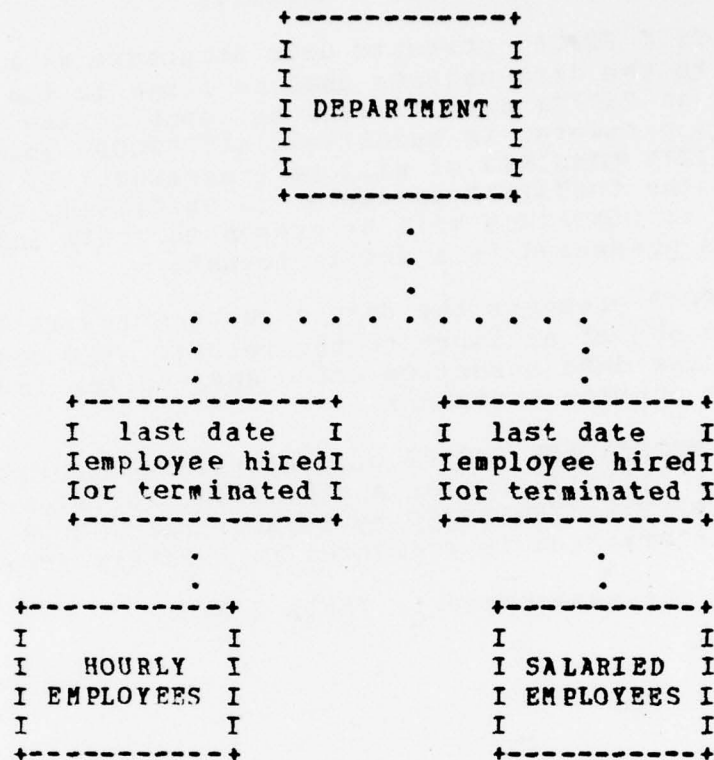 DEPARTMENT
last date last date
employee hired employee hired
or terminated or terminated
HOURLY SALARIED
EMPLOYEES EMPLOYEES